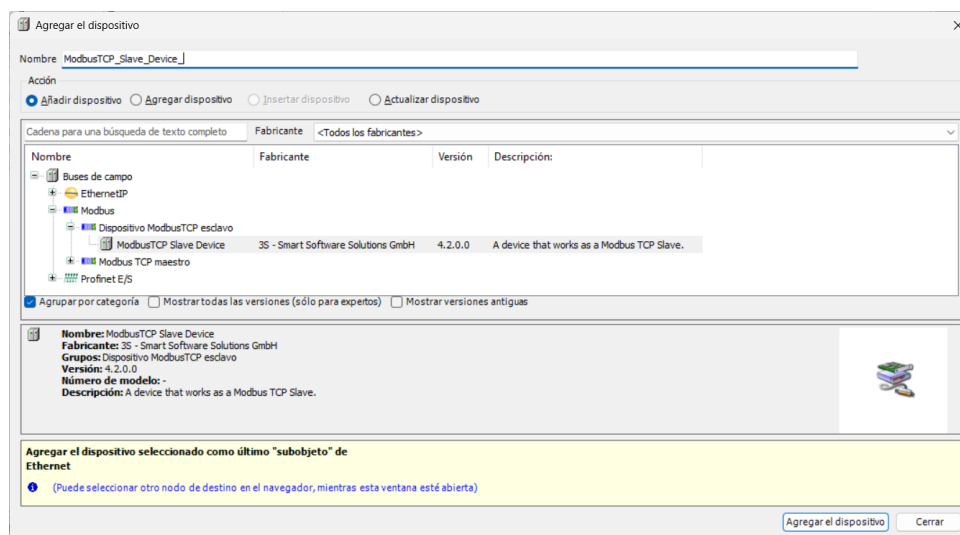 Agregar el dispositivo
Nombre ModbusTCP_Slave_Device_
Acción
Añadir dispositivo Agregar dispositivo Insertar dispositivo Actualizar dispositivo
Cadena para una búsqueda de texto completo Fabricante <Todos los fabricantes>
Nombre Fabricante Versión Descripción:
Buses de campo
EthernetIP
Modbus
Dispositivo ModbusTCP esclavo
ModbusTCP Slave Device 3S - Smart Software Solutions GmbH 4.2.0.0 A device that works as a Modbus TCP Slave.
Modbus TCP maestro
Profinet E/S
Agrupar por categoría Mostrar todas las versiones (sólo para expertos) Mostrar versiones antiguas
Nombre: ModbusTCP Slave Device
Fabricante: 3S - Smart Software Solutions GmbH
Grupos: Dispositivo ModbusTCP esclavo
Versión: 4.2.0.0
Número de modelo: -
Descripción: A device that works as a Modbus TCP Slave.
Agregar el dispositivo seleccionado como último "subobjeto" de
Ethernet
(Puede seleccionar otro nodo de destino en el navegador, mientras esta ventana esté abierta)
Agregar el dispositivo Cerrar